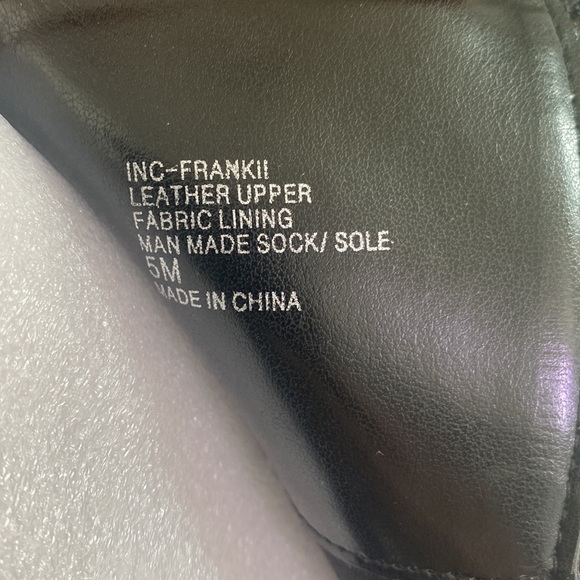 INC-FRANKII
LEATHER UPPER
FABRIC LINING
MAN MADE SOCK/ SOLE
5M
MADE IN CHINA